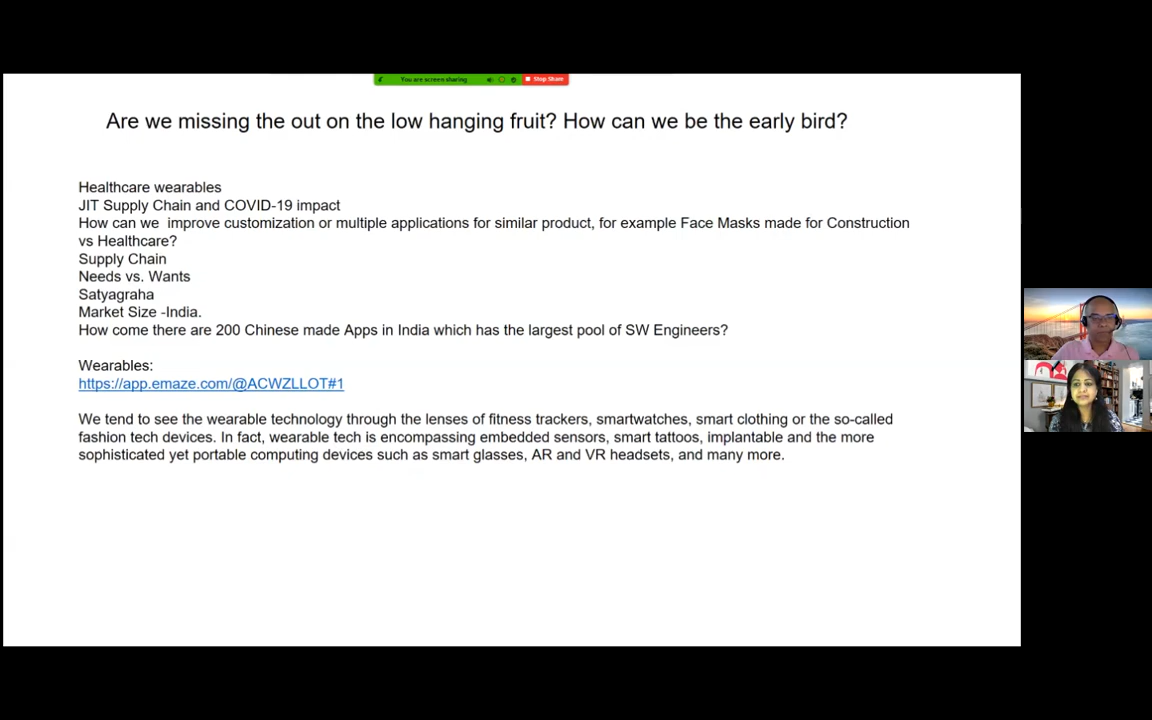 You are screen sharing
Stop Share
Are we missing the out on the low hanging fruit? How can we be the early bird?
Healthcare wearables
JIT Supply Chain and COVID-19 impact
How can we  improve customization or multiple applications for similar product, for example Face Masks made for Construction
vs Healthcare?
Supply Chain
Needs vs. Wants
Satyagraha
Market Size -India.
How come there are 200 Chinese made Apps in India which has the largest pool of SW Engineers?
Wearables:
https://app.emaze.com/@ACWZLLOT#1
We tend to see the wearable technology through the lenses of fitness trackers, smartwatches, smart clothing or the so-called
fashion tech devices. In fact, wearable tech is encompassing embedded sensors, smart tattoos, implantable and the more
sophisticated yet portable computing devices such as smart glasses, AR and VR headsets, and many more.